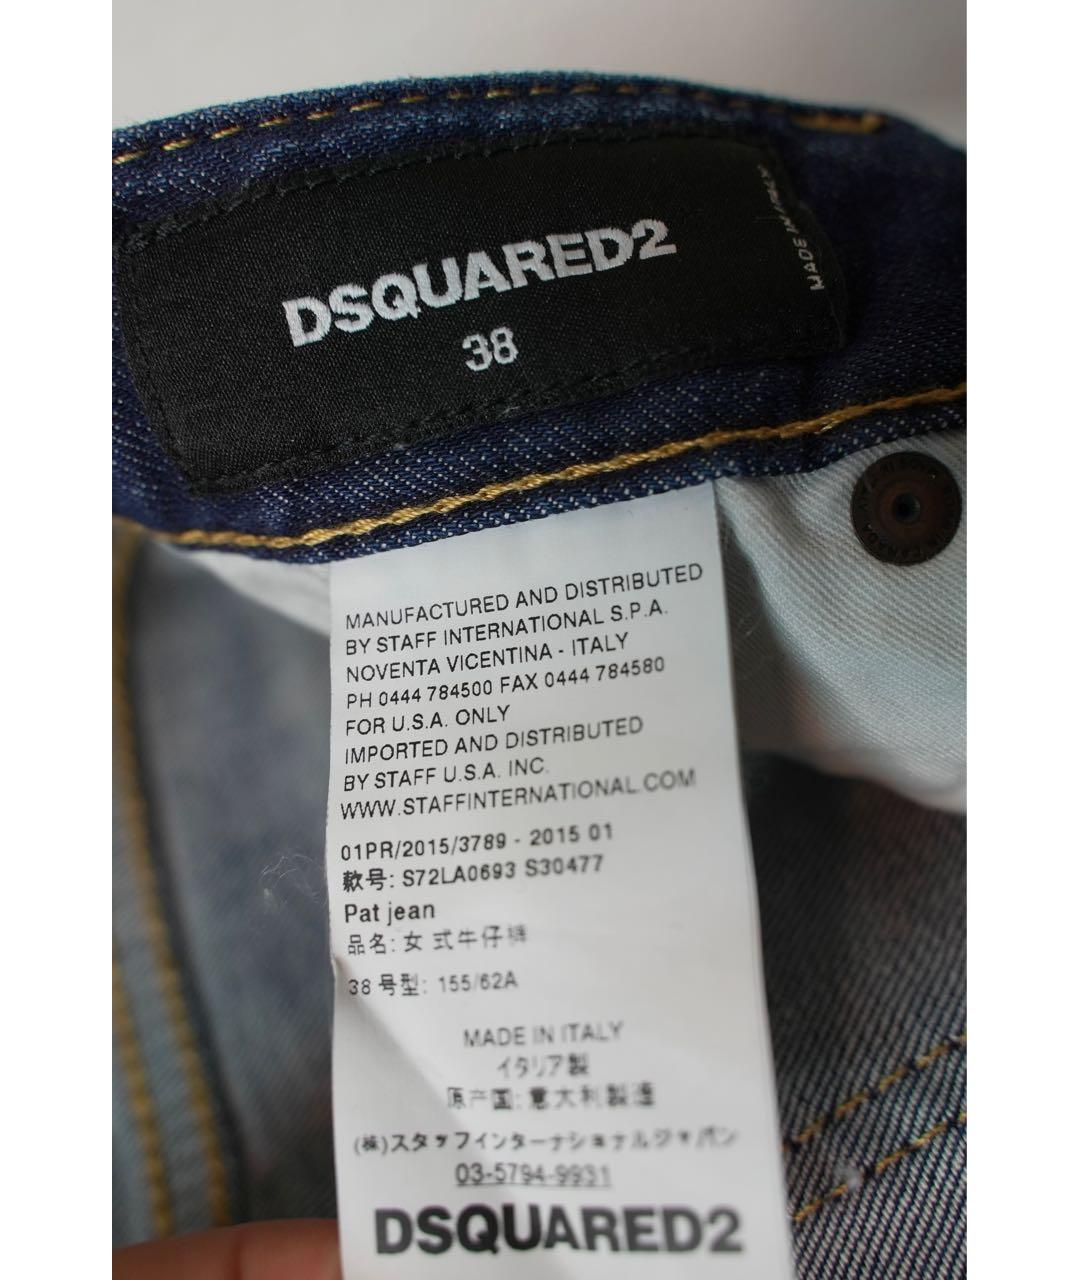 DSQUARED2
38
MADE IN ITALY
MANUFACTURED AND DISTRIBUTED
BY STAFF INTERNATIONAL S.P.A.
NOVENTA VICENTINA - ITALY
PH 0444 784500 FAX 0444 784580
FOR U.S.A. ONLY
IMPORTED AND DISTRIBUTED
BY STAFF U.S.A. INC.
WWW.STAFFINTERNATIONAL.COM
01PR/2015/3789 - 2015 01
款号: S72LA0693 S30477
Pat jean
品名: 女 式牛仔裤
38 号型: 155/62A
MADE IN ITALY
イタリア製
原产国: 意大利製造
(株)スタッフインターナショナルジャパン
03-5794-9931
DSQUARED2